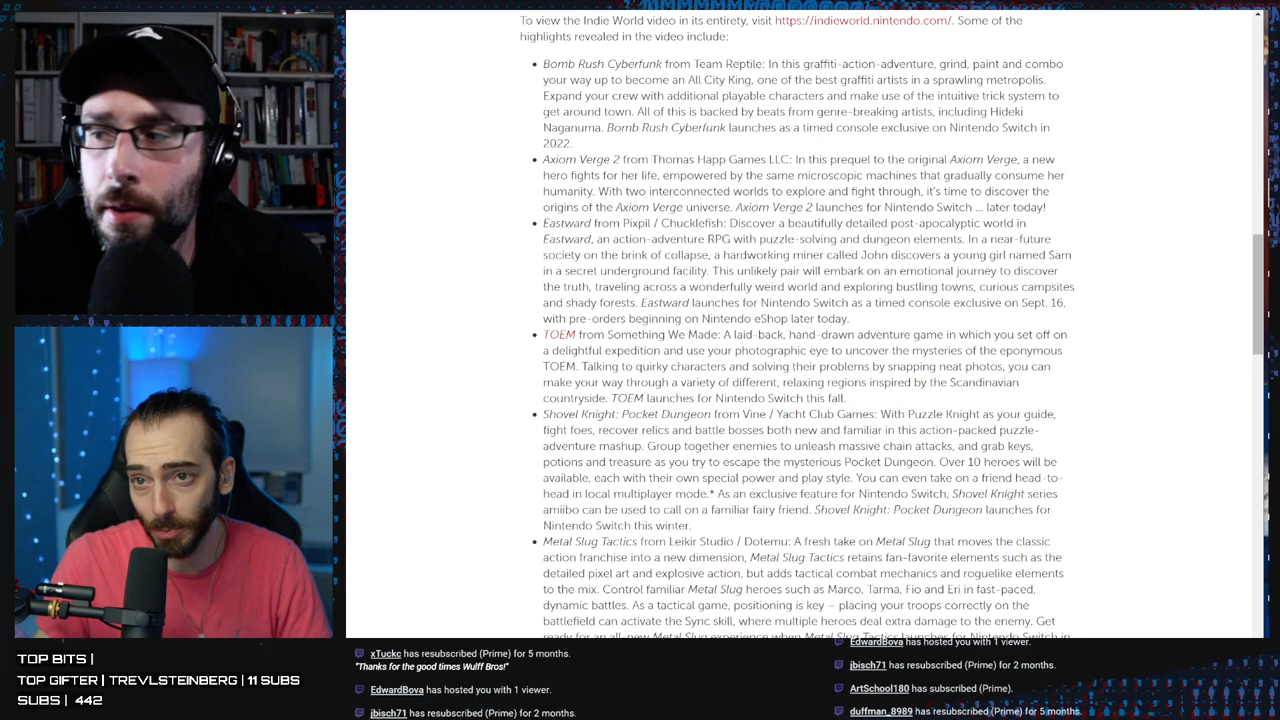 To view the Indie World video in its entirety, visit https://indieworld.nintendo.com/. Some of the
highlights revealed in the video include:
• Bomb Rush Cyberfunk from Team Reptile: In this graffiti-action-adventure, grind, paint and combo
your way up to become an All City King, one of the best graffiti artists in a sprawling metropolis.
Expand your crew with additional playable characters and make use of the intuitive trick system to
get around town. All of this is backed by beats from genre-breaking artists, including Hideki
Naganuma. Bomb Rush Cyberfunk launches as a timed console exclusive on Nintendo Switch in
2022.
• Axiom Verge 2 from Thomas Happ Games LLC: In this prequel to the original Axiom Verge, a new
hero fights for her life, empowered by the same microscopic machines that gradually consume her
humanity. With two interconnected worlds to explore and fight through, it's time to discover the
origins of the Axiom Verge universe. Axiom Verge 2 launches for Nintendo Switch ... later today!
• Eastward from Pixpil / Chucklefish: Discover a beautifully detailed post-apocalyptic world in
Eastward, an action-adventure RPG with puzzle-solving and dungeon elements. In a near-future
society on the brink of collapse, a hardworking miner called John discovers a young girl named Sam
in a secret underground facility. This unlikely pair will embark on an emotional journey to discover
the truth, traveling across a wonderfully weird world and exploring bustling towns, curious campsites
and shady forests. Eastward launches for Nintendo Switch as a timed console exclusive on Sept. 16,
with pre-orders beginning on Nintendo eShop later today.
• TOEM from Something We Made: A laid-back, hand-drawn adventure game in which you set off on
a delightful expedition and use your photographic eye to uncover the mysteries of the eponymous
TOEM. Talking to quirky characters and solving their problems by snapping neat photos, you can
make your way through a variety of different, relaxing regions inspired by the Scandinavian
countryside. TOEM launches for Nintendo Switch this fall.
• Shovel Knight: Pocket Dungeon from Vine / Yacht Club Games: With Puzzle Knight as your guide,
fight foes, recover relics and battle bosses both new and familiar in this action-packed puzzle-
adventure mashup. Group together enemies to unleash massive chain attacks, and grab keys,
potions and treasure as you try to escape the mysterious Pocket Dungeon. Over 10 heroes will be
available, each with their own special power and play style. You can even take on a friend head-to-
head in local multiplayer mode.* As an exclusive feature for Nintendo Switch, Shovel Knight series
amiibo can be used to call on a familiar fairy friend. Shovel Knight: Pocket Dungeon launches for
Nintendo Switch this winter.
• Metal Slug Tactics from Leikir Studio / Dotemu: A fresh take on Metal Slug that moves the classic
action franchise into a new dimension, Metal Slug Tactics retains fan-favorite elements such as the
detailed pixel art and explosive action, but adds tactical combat mechanics and roguelike elements
to the mix. Control familiar Metal Slug heroes such as Marco, Tarma, Fio and Eri in fast-paced,
dynamic battles. As a tactical game, positioning is key – placing your troops correctly on the
battlefield can activate the Sync skill, where multiple heroes deal extra damage to the enemy. Get
ready for an all-new Metal Slug experience when Metal Slug Tactics launches for Nintendo Switch in
TOP BITS |
TOP GIFTER | TREVLSTEINBERG | 11 SUBS
SUBS | 442
xTuckc has resubscribed (Prime) for 5 months.
"Thanks for the good times Wulff Bros!"
EdwardBova has hosted you with 1 viewer.
jbisch71 has resubscribed (Prime) for 2 months.
EdwardBova has hosted you with 1 viewer.
jbisch71 has resubscribed (Prime) for 2 months.
ArtSchool180 has subscribed (Prime).
duffman_8989 has resubscribed (Prime) for 5 months.